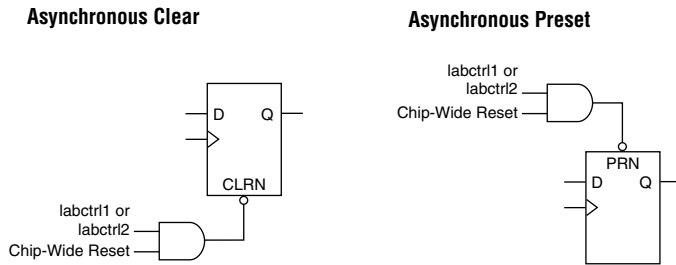 Asynchronous Clear
D Q
CLRN
labctrl1 or
labctrl2
Chip-Wide Reset
Asynchronous Preset
labctrl1 or
labctrl2
Chip-Wide Reset
PRN
D Q